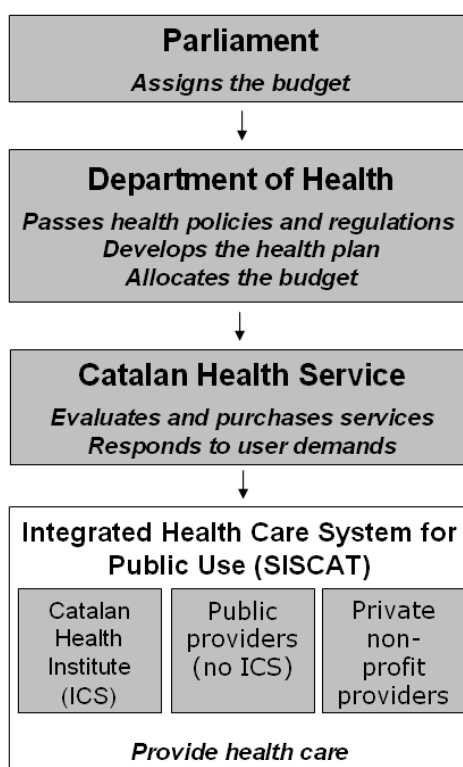 Parliament
Assigns the budget
Department of Health
Passes health policies and regulations
Develops the health plan
Allocates the budget
Catalan Health Service
Evaluates and purchases services
Responds to user demands
Integrated Health Care System for
Public Use (SISCAT)
Catalan
Health
Institute
(ICS)
Public
providers
(no ICS)
Private
non-
profit
providers
Provide health care